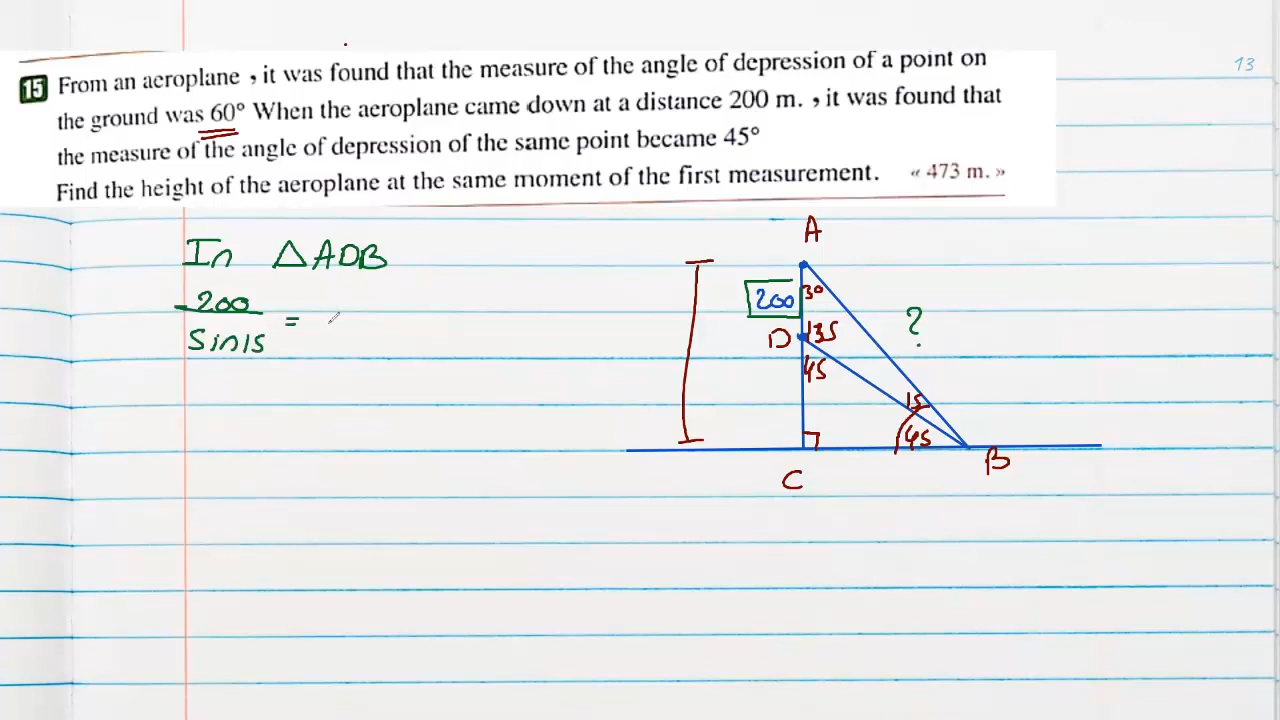 13
15 From an aeroplane , it was found that the measure of the angle of depression of a point on
the ground was 60° When the aeroplane came down at a distance 200 m. , it was found that
the measure of the angle of depression of the same point became 45°
Find the height of the aeroplane at the same moment of the first measurement. « 473 m. »
In △ADB
200
Sin15
=
A
200
30
D
135
45
?
15
45
B
C